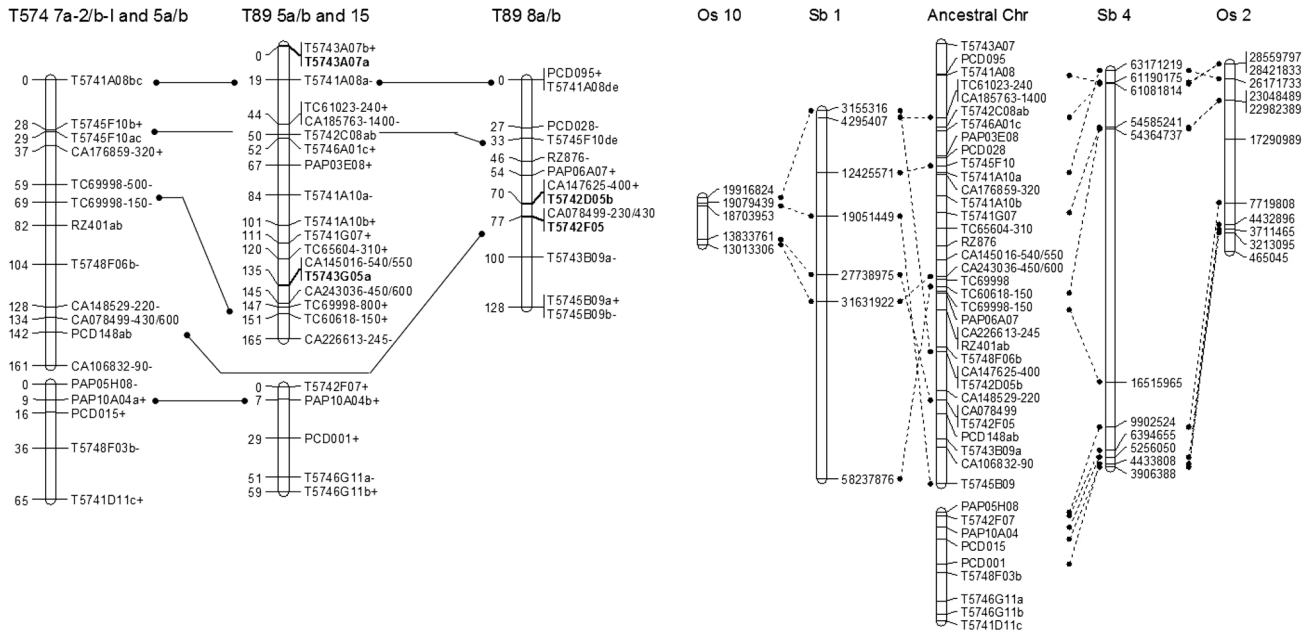 T574 7a-2/b-I and 5a/b
T89 5a/b and 15
T89 8a/b
Os 10
Sb 1
Ancestral Chr
Sb 4
Os 2
0 T5741A08bc
28 T5745F10b+
29 T5745F10ac
37 CA176859-320+
59 TC69998-500-
69 TC69998-150-
82 RZ401ab
104 T5748F06b-
128 CA148529-220-
134 CA078499-430/600
142 PCD148ab
161 CA106832-90-
0 PAP05H08-
9 PAP10A04a+
16 PCD015+
36 T5748F03b-
65 T5741D11c+
T5743A07b+
0 T5743A07a
19 T5741A08a-
TC61023-240+
44 CA185763-1400-
50 T5742C08ab
52 T5746A01c+
67 PAP03E08+
84 T5741A10a-
101 T5741A10b+
111 T5741G07+
120 TC65604-310+
CA145016-540/550
135 T5743G05a
145 CA243036-450/600
147 TC69998-800+
151 TC60618-150+
165 CA226613-245-
0 T5742F07+
7 PAP10A04b+
29 PCD001+
51 T5746G11a-
59 T5746G11b+
PCD095+
0 T5741A08de
27 PCD028-
33 T5745F10de
46 RZ876-
54 PAP06A07+
CA147625-400+
70 T5742D05b
CA078499-230/430
77 T5742F05
100 T5743B09a-
128 T5745B09a+
T5745B09b-
19916824
19079439
18703953
13833761
13013306
3155316
4295407
12425571
19051449
27738975
31631922
58237876
T5743A07
PCD095
T5741A08
TC61023-240
CA185763-1400
T5742C08ab
T5746A01c
PAP03E08
PCD028
T5745F10
T5741A10a
CA176859-320
T5741A10b
T5741G07
TC65604-310
RZ876
CA145016-540/550
CA243036-450/600
TC69998
TC60618-150
TC69998-150
PAP06A07
CA226613-245
RZ401ab
T5748F06b
CA147625-400
T5742D05b
CA148529-220
CA078499
T5742F05
PCD148ab
T5743B09a
CA106832-90
T5745B09
PAP05H08
T5742F07
PAP10A04
PCD015
PCD001
T5748F03b
T5746G11a
T5746G11b
T5741D11c
63171219
61190175
61081814
54585241
54364737
16515965
9902524
6394655
5256050
4433808
3906388
28559797
28421833
26171733
23048489
22982389
17290989
7719808
4432896
3711465
3213095
465045